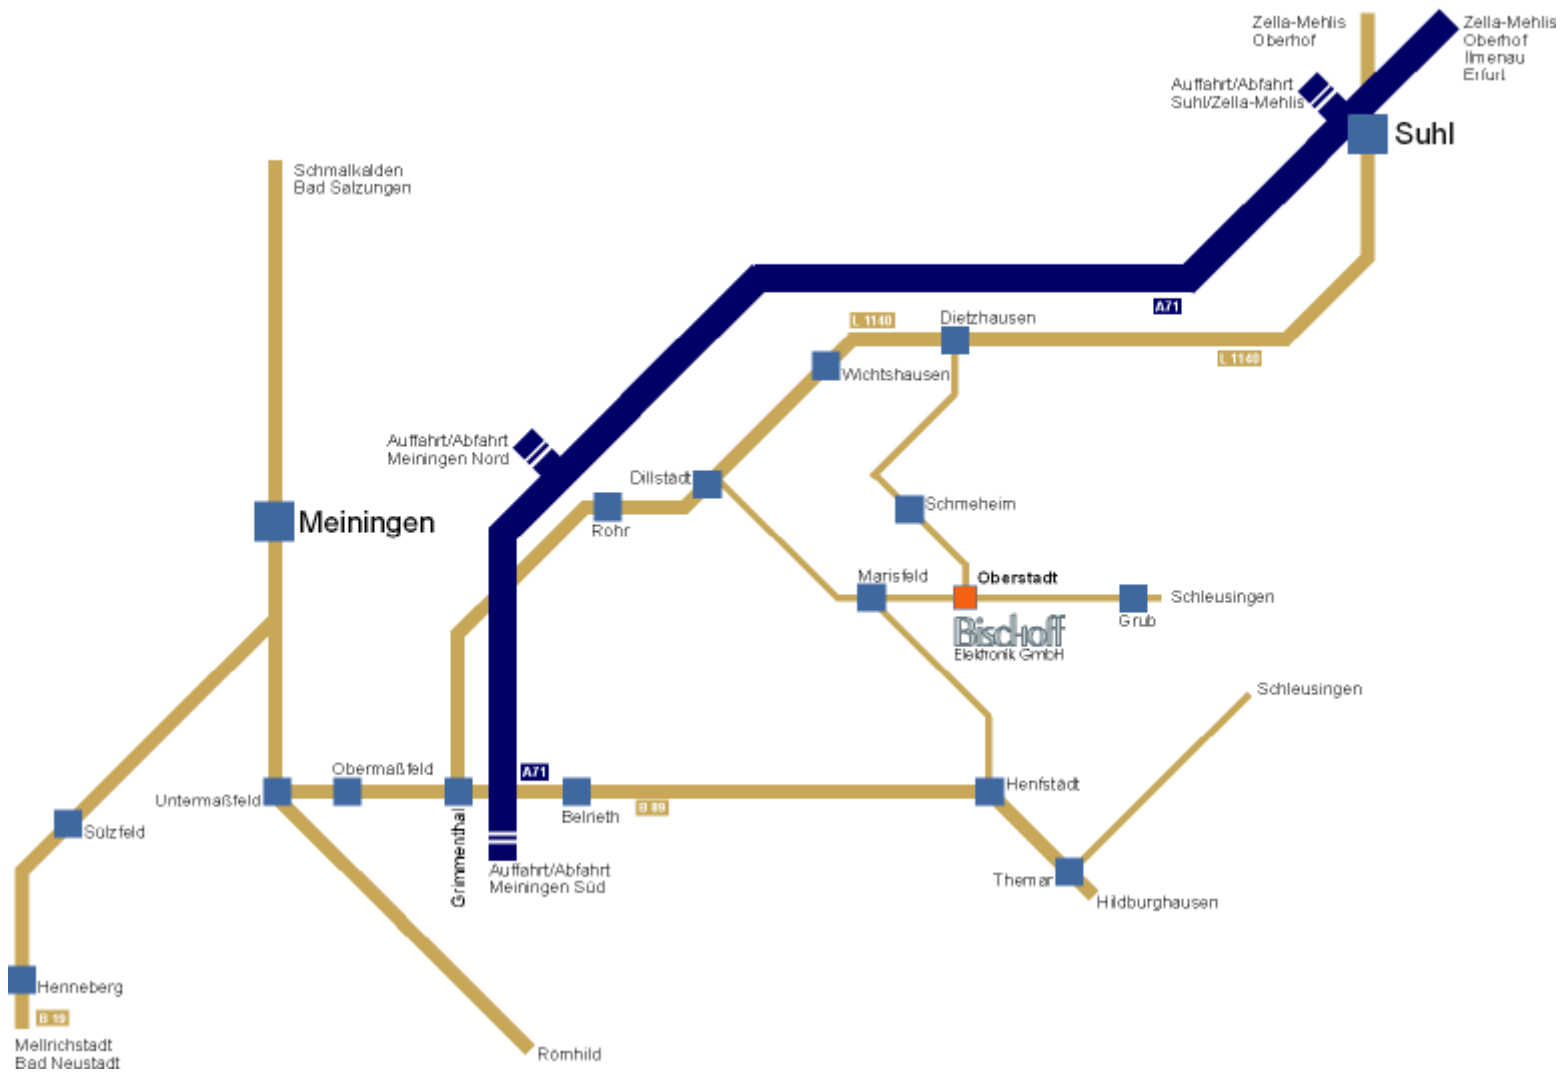 Zella-Mehlis
Oberhof
Zella-Mehlis
Oberhof
Ilmenau
Erfurt
Auffahrt/Abfahrt
Suhl/Zella-Mehlis
Suhl
Schmalkalden
Bad Salzungen
A71
L 1140
Dietzhausen
L 1140
Wichtshausen
Auffahrt/Abfahrt
Meiningen Nord
Dillstädt
Meiningen
Rohr
Schmeheim
Marisfeld
Oberstadt
Schleusingen
Grub
Bischoff
Elektronik GmbH
Schleusingen
Obermaßfeld
A71
Untermaßfeld
Belrieth
B 89
Henfstädt
Sülzfeld
Grimmenthal
Auffahrt/Abfahrt
Meiningen Süd
Themar
Hildburghausen
Henneberg
B 19
Mellrichstadt
Bad Neustadt
Römhild